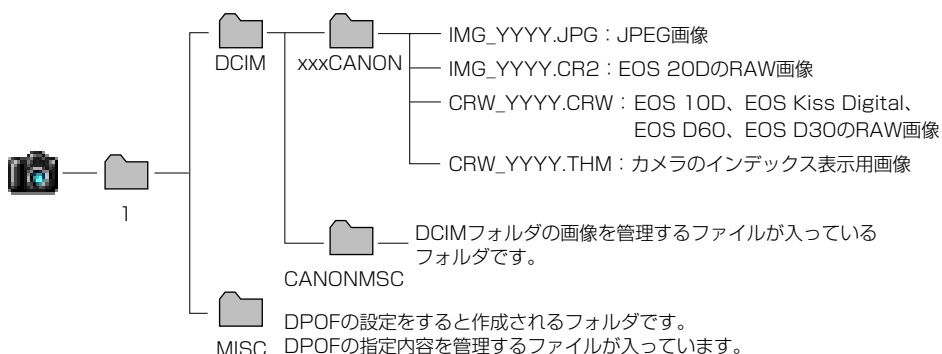 IMG_YYYY.JPG：JPEG画像
DCIM
xxxCANON
IMG_YYYY.CR2：EOS 20DのRAW画像
CRW_YYYY.CRW：EOS 10D、EOS Kiss Digital、
EOS D60、EOS D30のRAW画像
CRW_YYYY.THM：カメラのインデックス表示用画像
1
DCIMフォルダの画像を管理するファイルが入っている
フォルダです。
CANONMSC
DPOFの設定をすると作成されるフォルダです。
MISC DPOFの指定内容を管理するファイルが入っています。